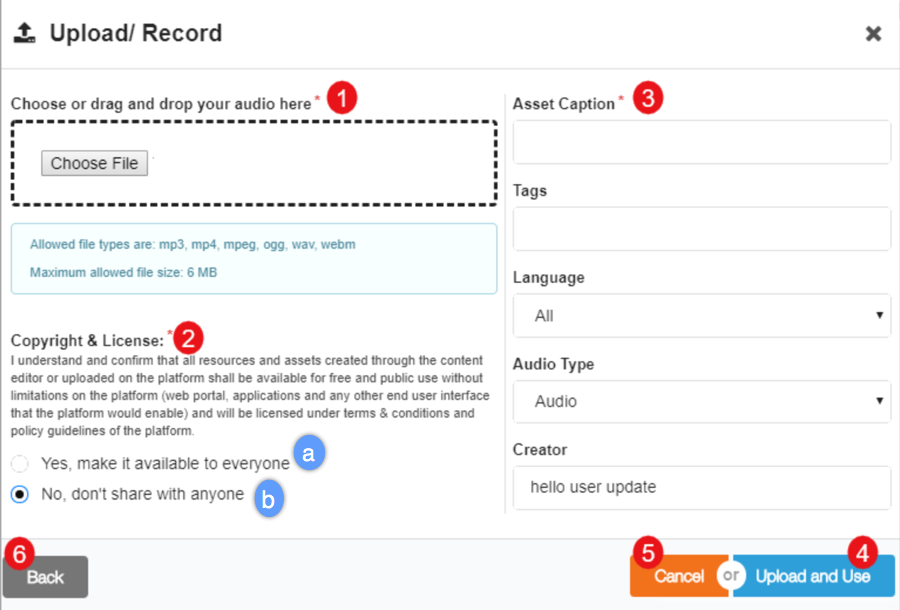 Upload/ Record
✖
Choose or drag and drop your audio here * 1
Choose File
Allowed file types are: mp3, mp4, mpeg, ogg, wav, webm
Maximum allowed file size: 6 MB
Copyright & License: * 2
I understand and confirm that all resources and assets created through the content
editor or uploaded on the platform shall be available for free and public use without
limitations on the platform (web portal, applications and any other end user interface
that the platform would enable) and will be licensed under terms & conditions and
policy guidelines of the platform.
Yes, make it available to everyone a
No, don't share with anyone b
Asset Caption * 3
Tags
Language
All
Audio Type
Audio
Creator
hello user update
6
Back
5
Cancel
or
4
Upload and Use